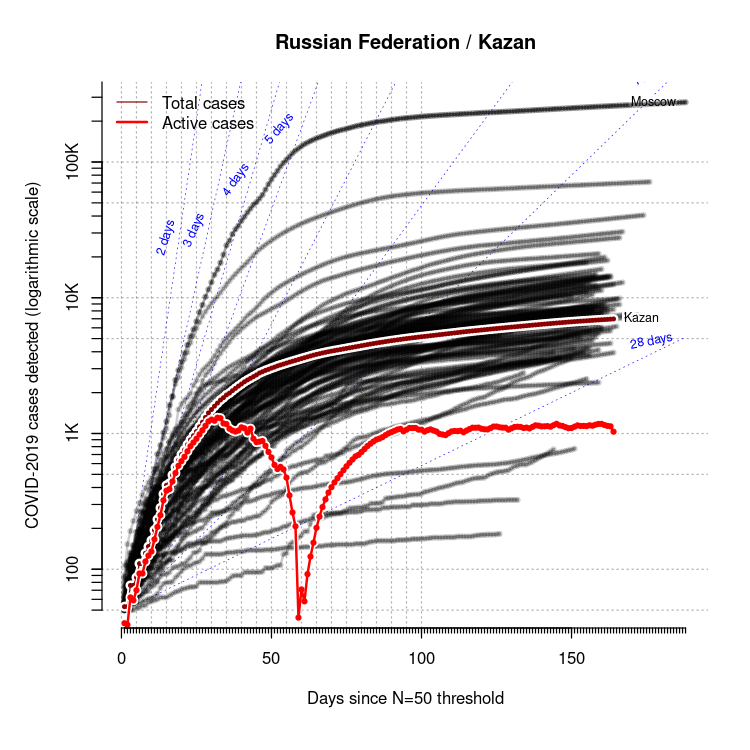 Russian Federation / Kazan
Total cases
Active cases
Moscow
2 days
3 days
4 days
5 days
28 days
Kazan
COVID-2019 cases detected (logarithmic scale)
100K
10K
1K
100
0
50
100
150
Days since N=50 threshold